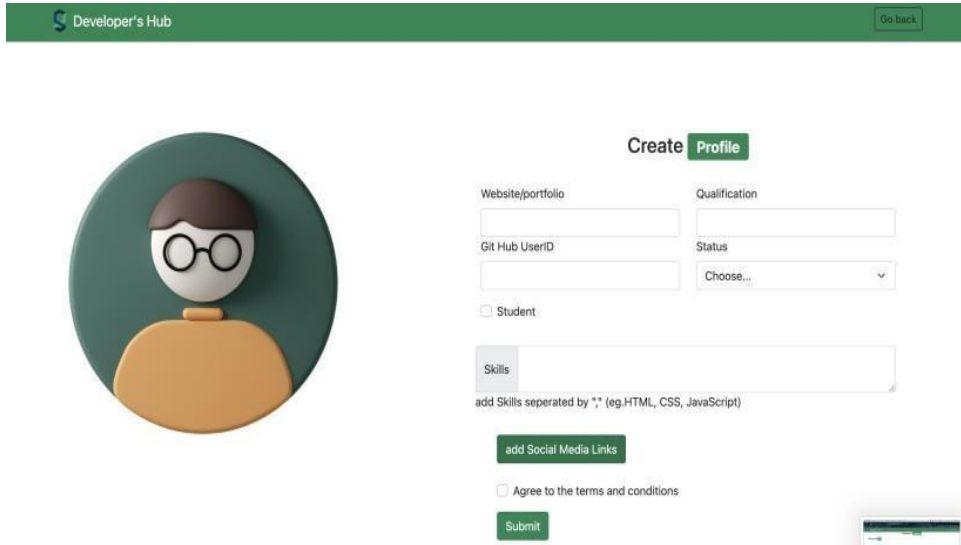 Developer's Hub
Go back
Create Profile
Website/portfolio
Qualification
Git Hub UserID
Status
Choose...
Student
Skills
add Skills seperated by "," (eg.HTML, CSS, JavaScript)
add Social Media Links
Agree to the terms and conditions
Submit